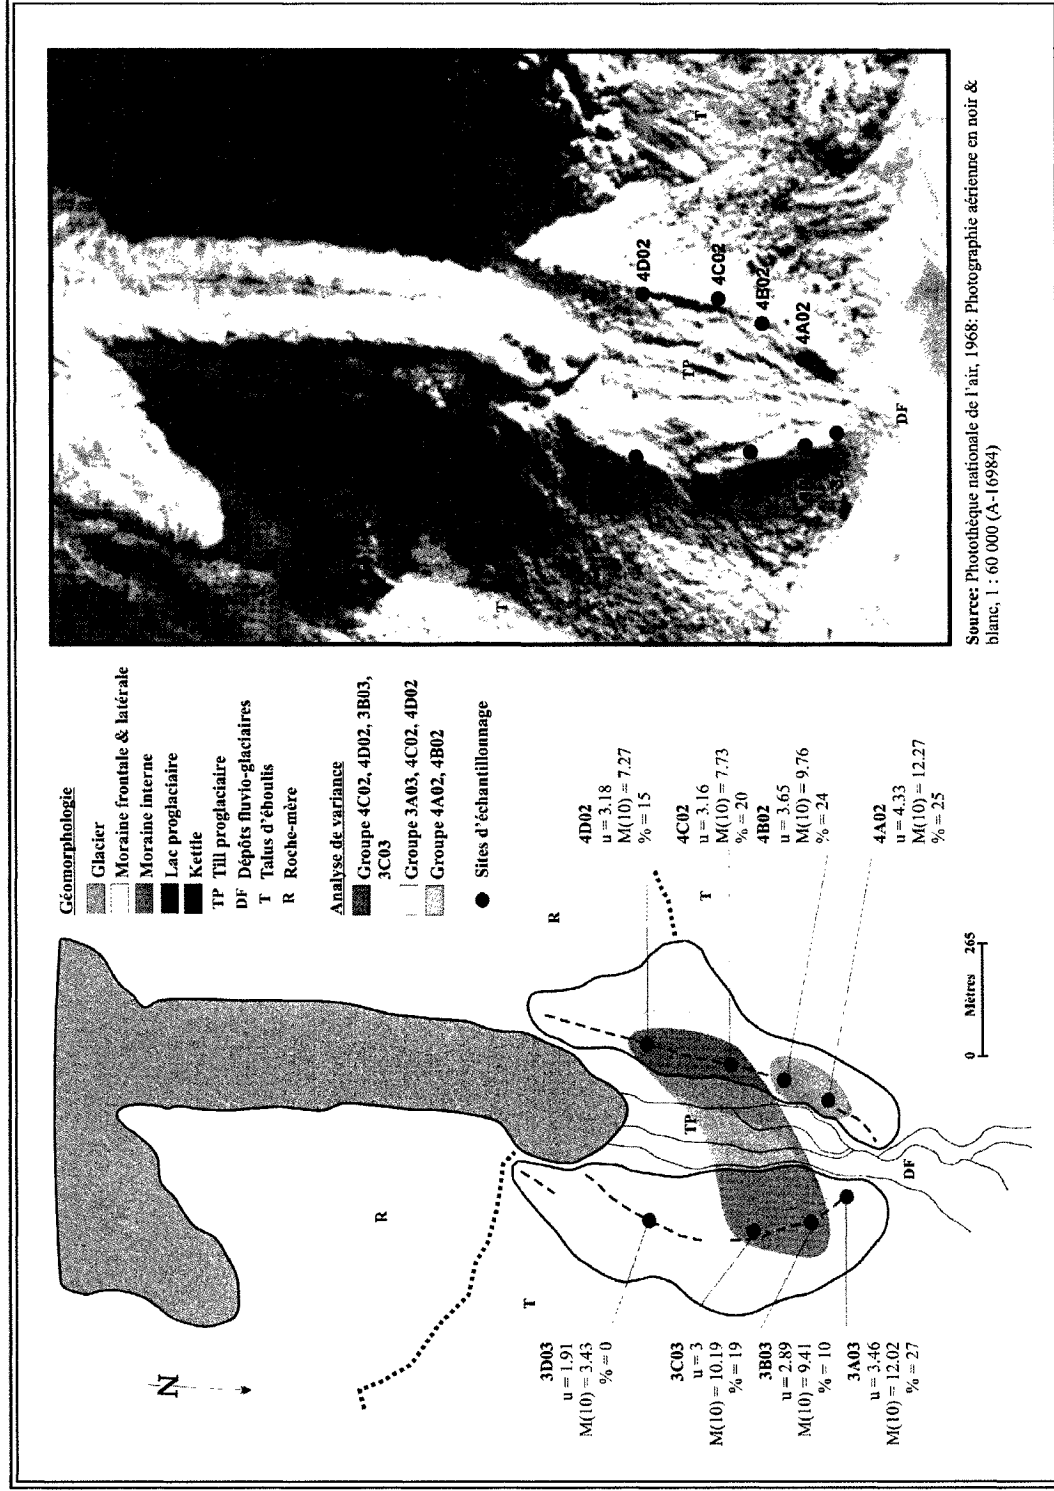 N
R
R
T
T
TP
DF
3D03
u = 1.91
M(10) = 3.43
% = 0
3C03
u = 3
M(10) = 10.19
% = 19
3B03
u = 2.89
M(10) = 9.41
% = 10
3A03
u = 3.46
M(10) = 12.02
% = 27
4D02
u = 3.18
M(10) = 7.27
% = 15
4C02
u = 3.16
M(10) = 7.73
% = 20
4B02
u = 3.65
M(10) = 9.76
% = 24
4A02
u = 4.33
M(10) = 12.27
% = 25
Mètres
0 265
Géomorphologie
Glacier
Moraine frontale & latérale
Moraine interne
Lac proglaciaire
Kettle
TP Till proglaciaire
DF Dépôts fluvio-glaciaires
T Talus d'éboulis
R Roche-mère
Analyse de variance
Groupe 4C02, 4D02, 3B03,
3C03
Groupe 3A03, 4C02, 4D02
Groupe 4A02, 4B02
Sites d'échantillonnage
T
T
TP
DF
4D02
4C02
4B02
4A02
Source: Photothèque nationale de l'air, 1968: Photographie aérienne en noir &
blanc, 1 : 60 000 (A-16984)